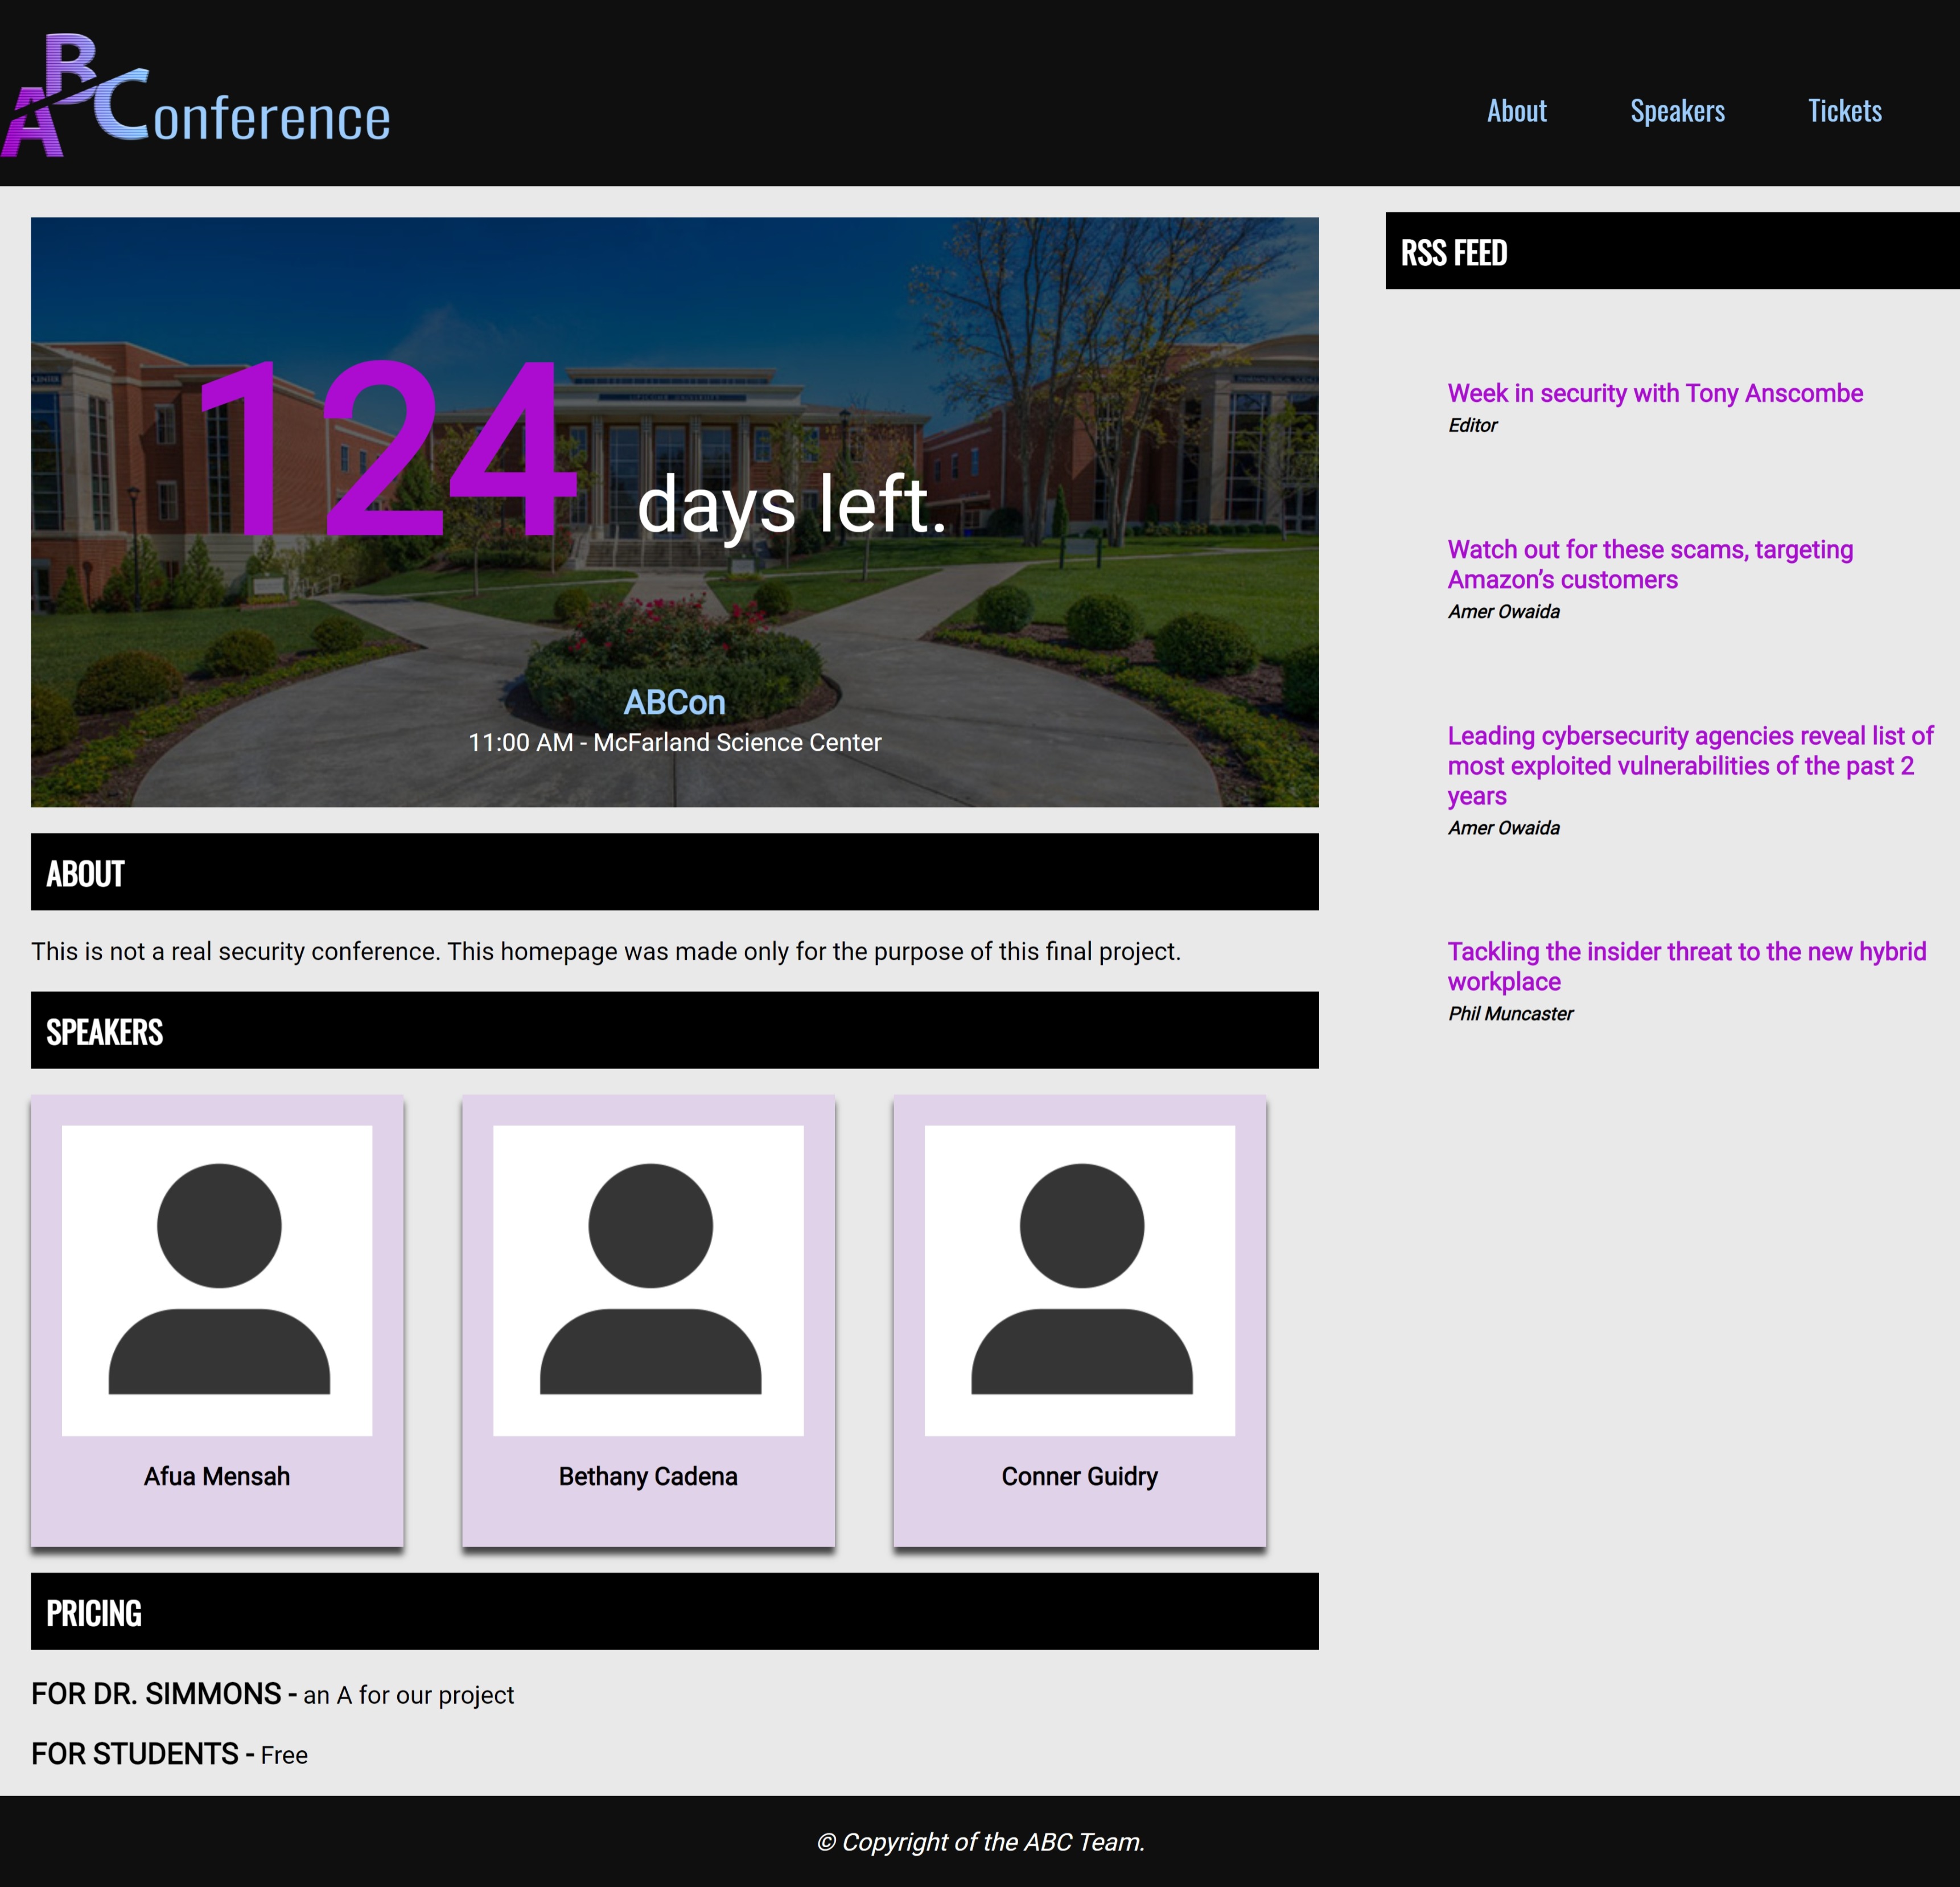 ABConference
About Speakers Tickets
124 days left.
ABCon
11:00 AM - McFarland Science Center
ABOUT
This is not a real security conference. This homepage was made only for the purpose of this final project.
SPEAKERS
Afua Mensah
Bethany Cadena
Conner Guidry
PRICING
FOR DR. SIMMONS - an A for our project
FOR STUDENTS - Free
RSS FEED
Week in security with Tony Anscombe
Editor
Watch out for these scams, targeting
Amazon’s customers
Amer Owaida
Leading cybersecurity agencies reveal list of
most exploited vulnerabilities of the past 2
years
Amer Owaida
Tackling the insider threat to the new hybrid
workplace
Phil Muncaster
© Copyright of the ABC Team.